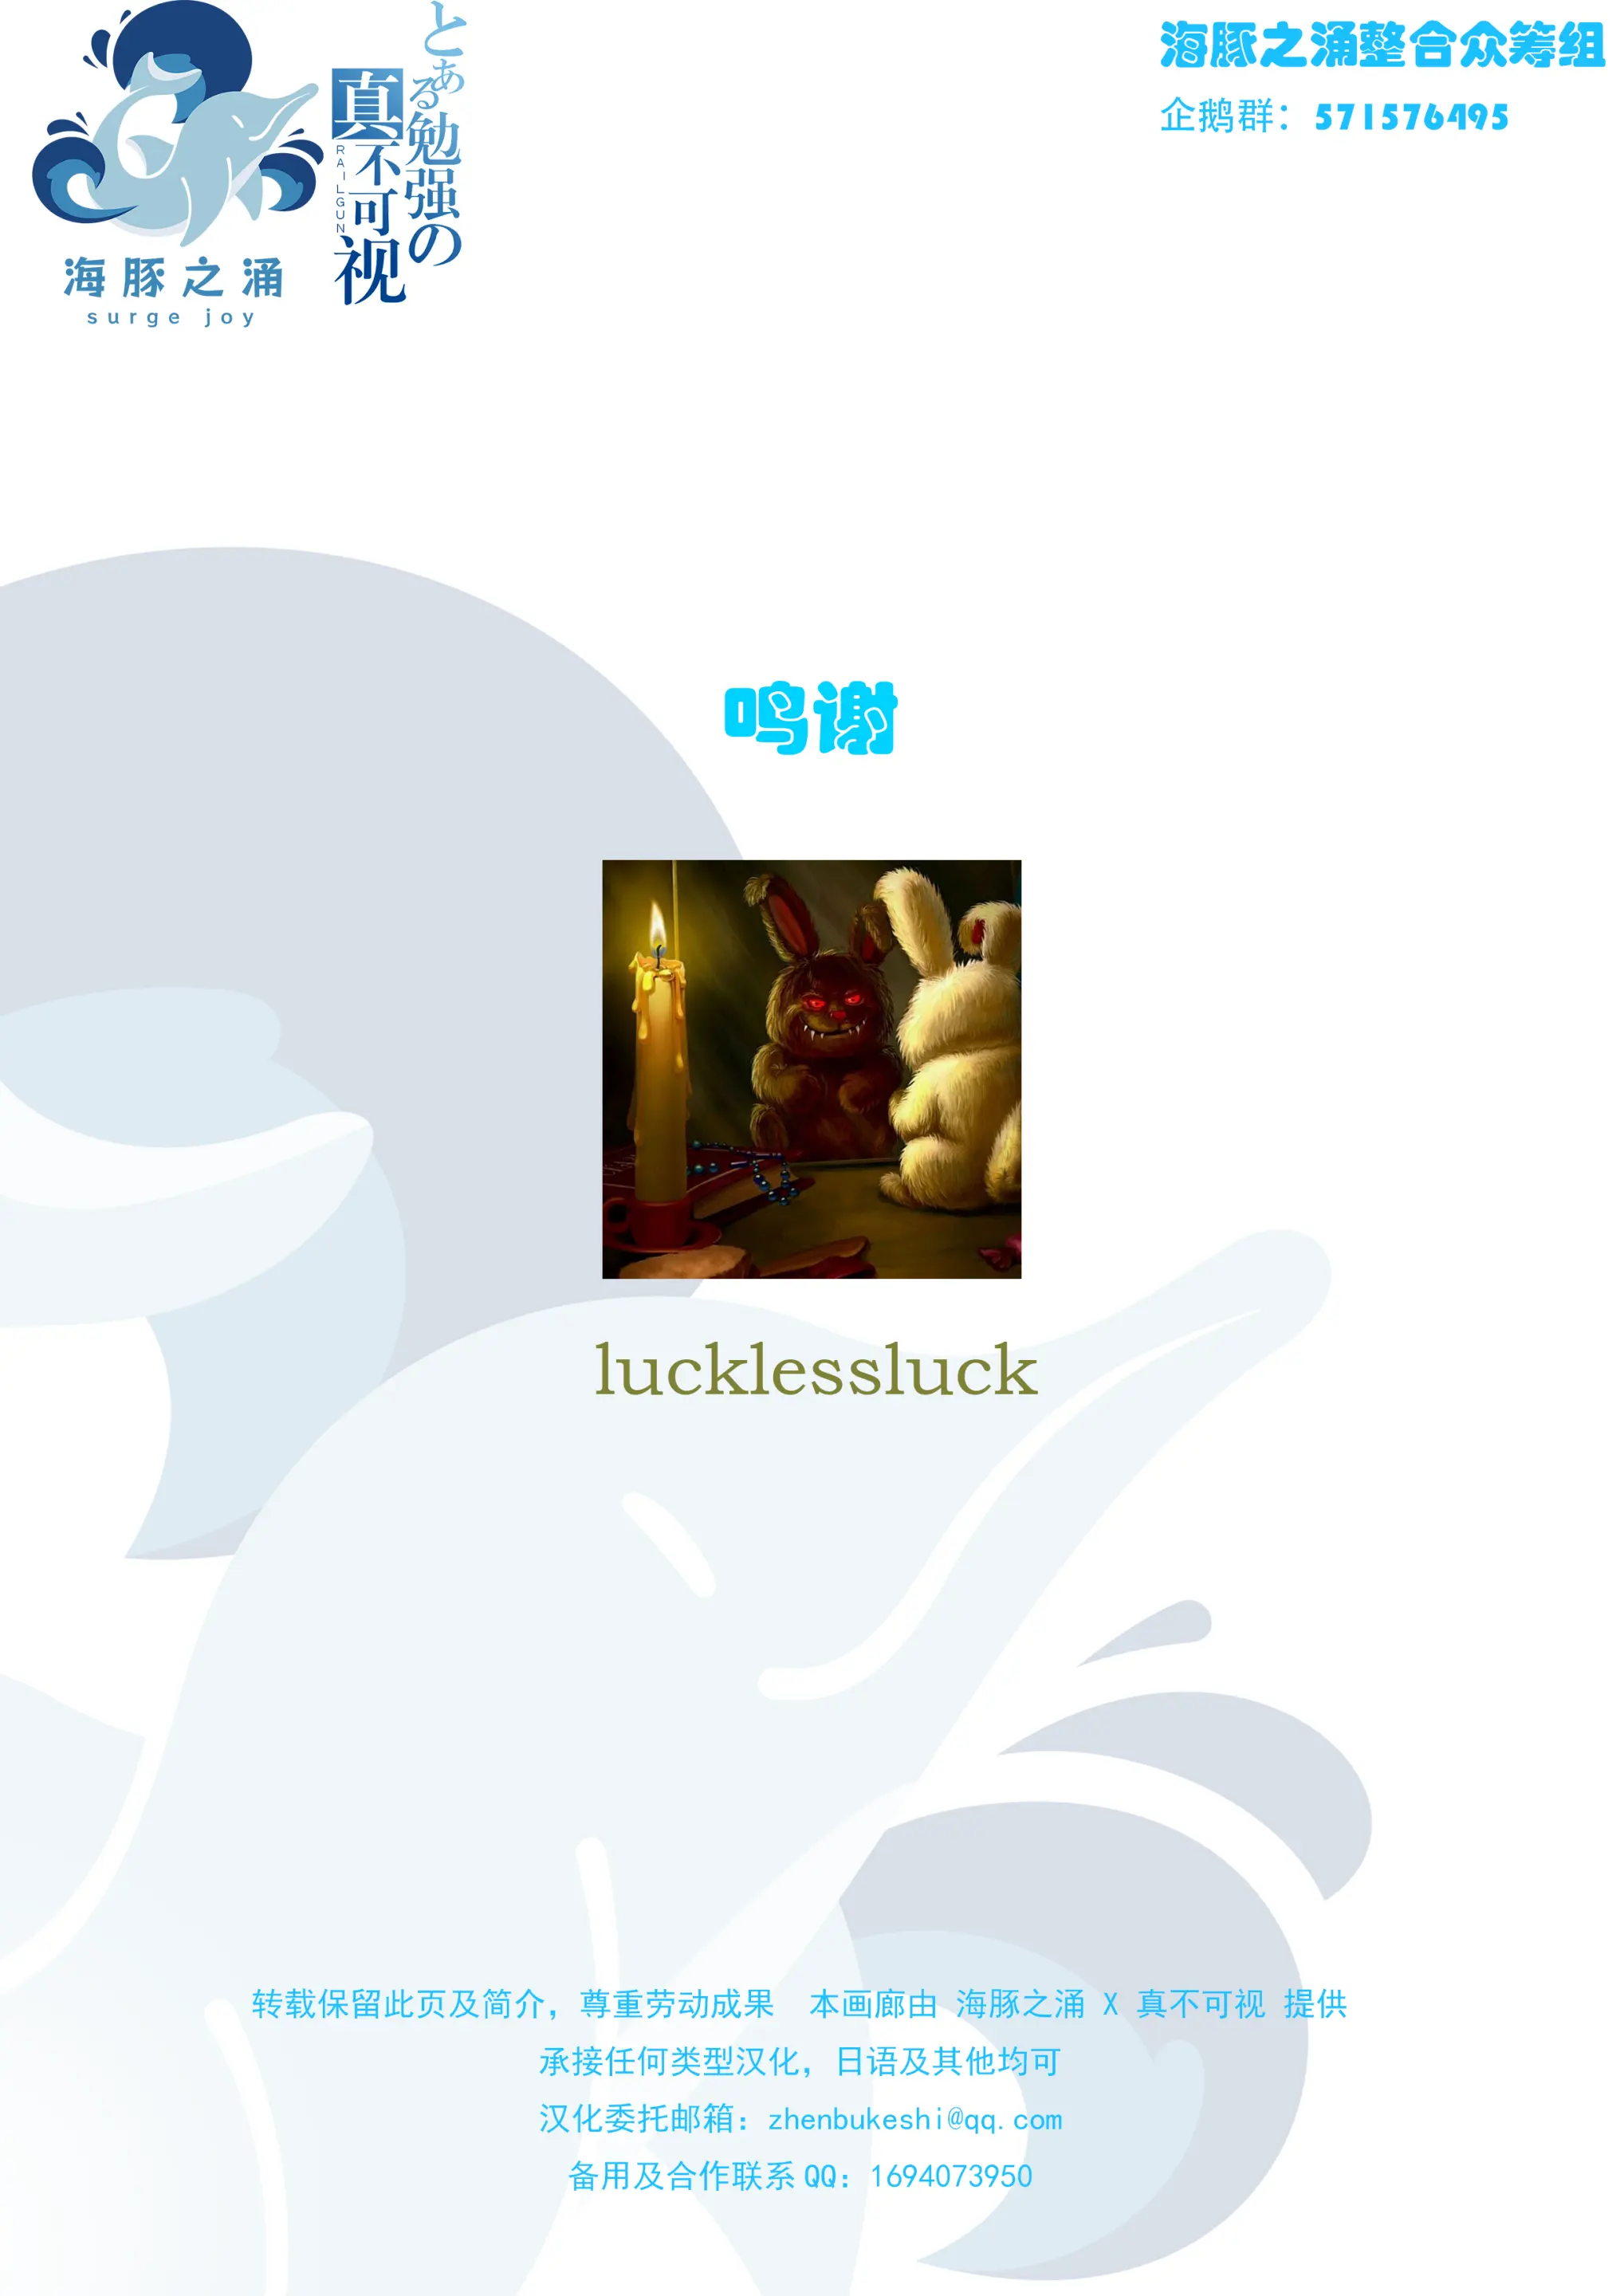 海豚之涌
surge joy
とある勉强の
真不可视
RAILGUN
海豚之涌整合众筹组
企鹅群：571576495
鸣谢
lucklessluck
转载保留此页及简介，尊重劳动成果 本画廊由 海豚之涌 X 真不可视 提供
承接任何类型汉化，日语及其他均可
汉化委托邮箱：zhenbukeshi@qq.com
备用及合作联系QQ：1694073950